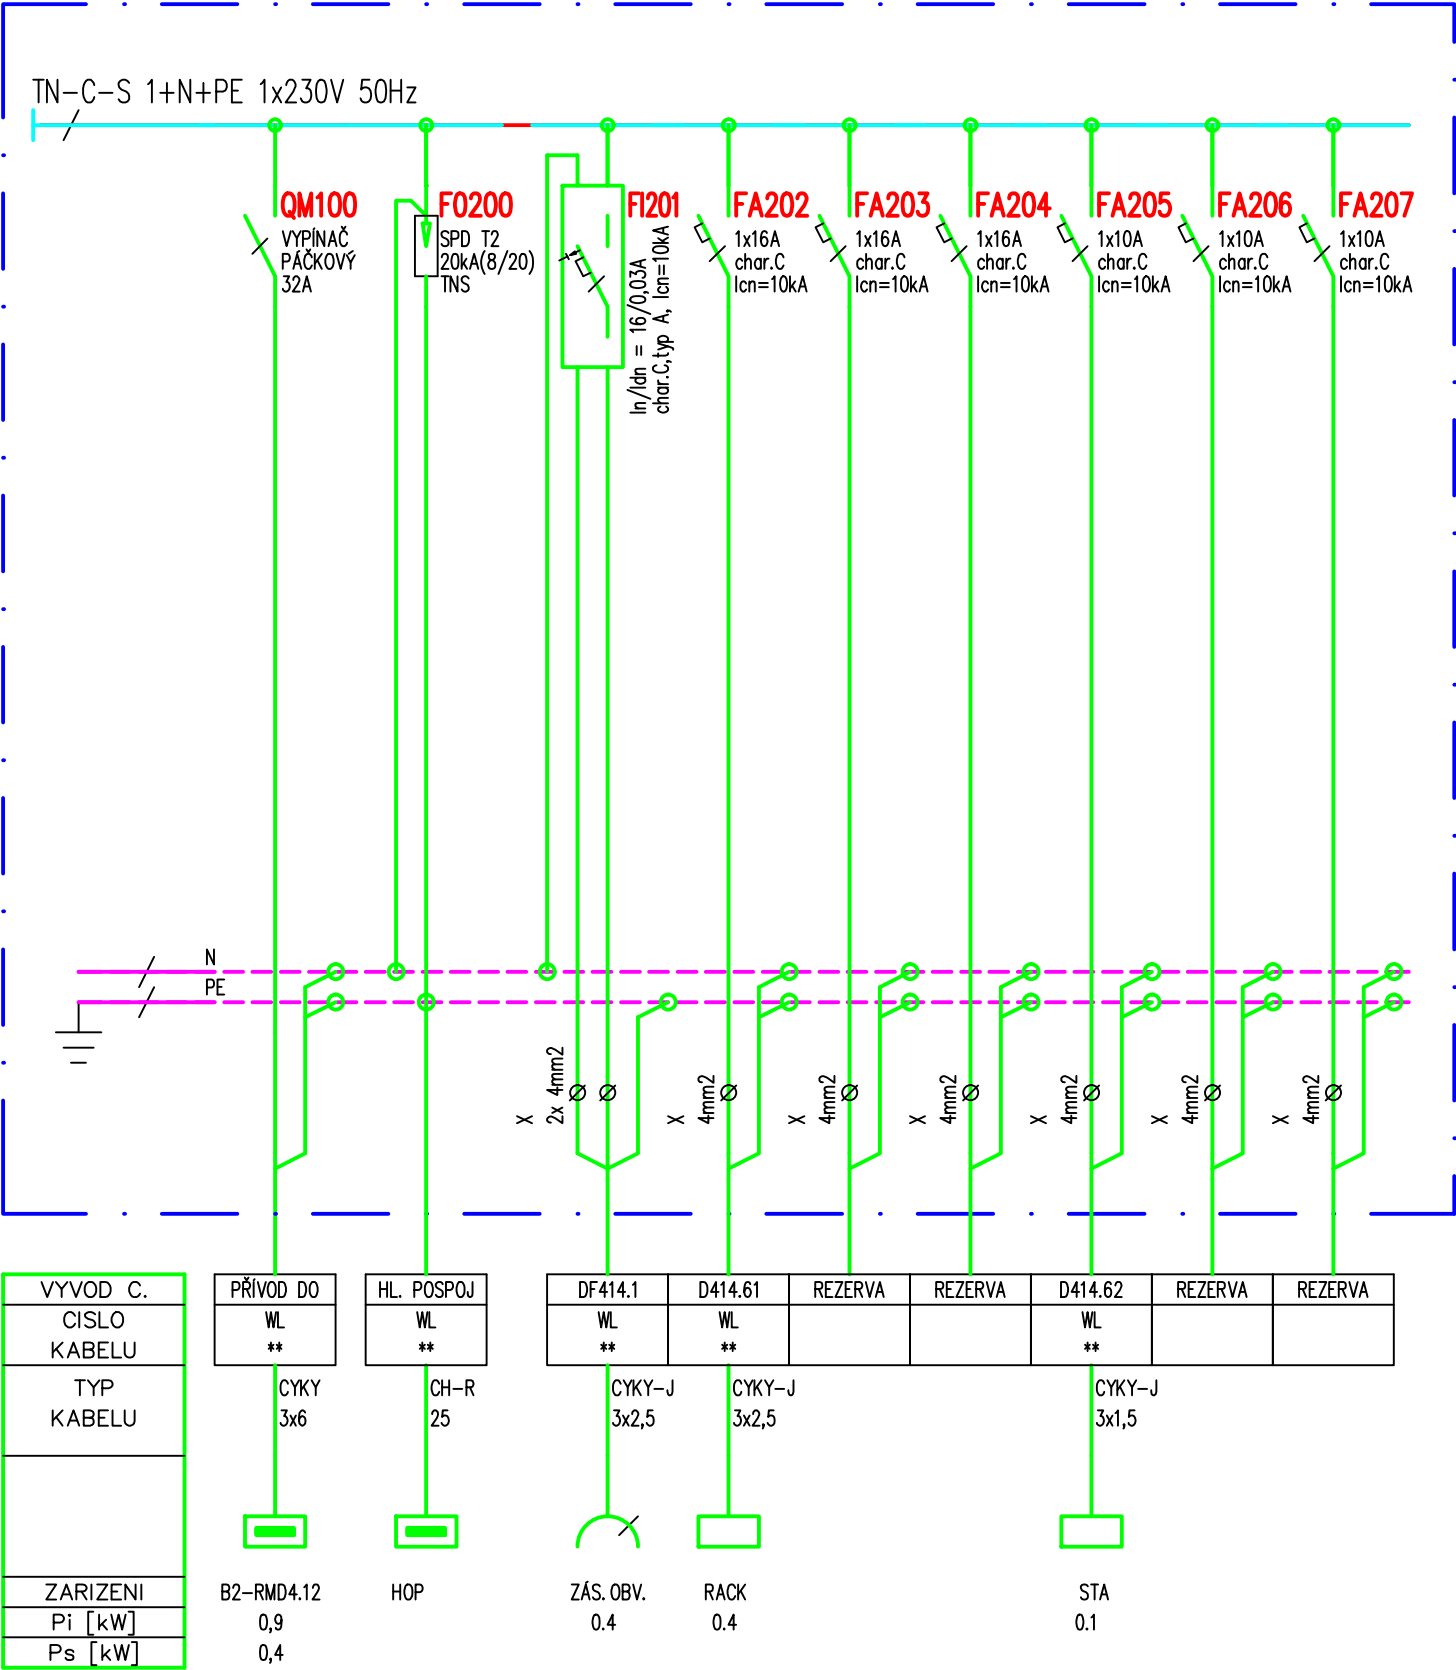 TN-C-S 1+N+PE 1x230V 50Hz
QM100
VYPÍNAČ
PÁČKOVÝ
32A
FO200
SPD T2
20kA(8/20)
TNS
FI201
In/Idn = 16/0,03A
char.C,typ A, Icn=10kA
FA202
1x16A
char.C
Icn=10kA
FA203
1x16A
char.C
Icn=10kA
FA204
1x16A
char.C
Icn=10kA
FA205
1x10A
char.C
Icn=10kA
FA206
1x10A
char.C
Icn=10kA
FA207
1x10A
char.C
Icn=10kA
N
PE
X 2x 4mm2
X 4mm2
X 4mm2
X 4mm2
X 4mm2
X 4mm2
X 4mm2
VYVOD C. PŘÍVOD DO HL. POSPOJ DF414.1 D414.61 REZERVA REZERVA D414.62 REZERVA REZERVA
CISLO WL WL WL WL WL
KABELU ** ** ** ** **
TYP CYKY CH-R CYKY-J CYKY-J CYKY-J
KABELU 3x6 25 3x2,5 3x2,5 3x1,5
ZARIZENI B2-RMD4.12 HOP ZÁS.OBV. RACK STA
Pi [kW] 0,9 0.4 0.4 0.1
Ps [kW] 0,4